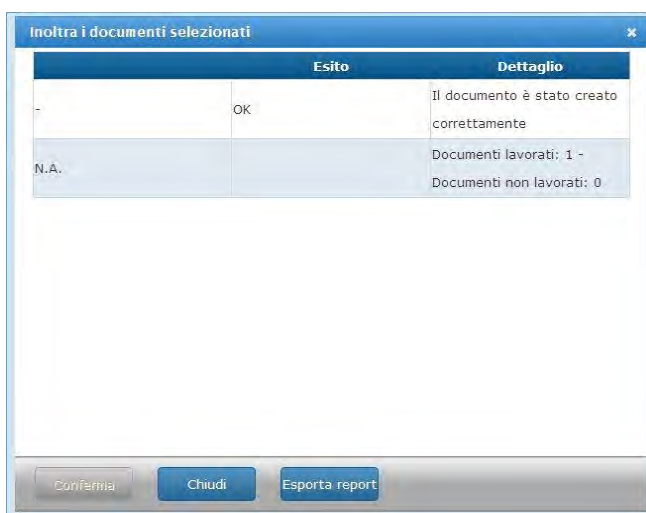 Inoltra i documenti selezionati ×
Esito Dettaglio
- OK Il documento è stato creato
correttamente
N.A. Documenti lavorati: 1 -
Documenti non lavorati: 0
Conferma Chiudi Esporta report